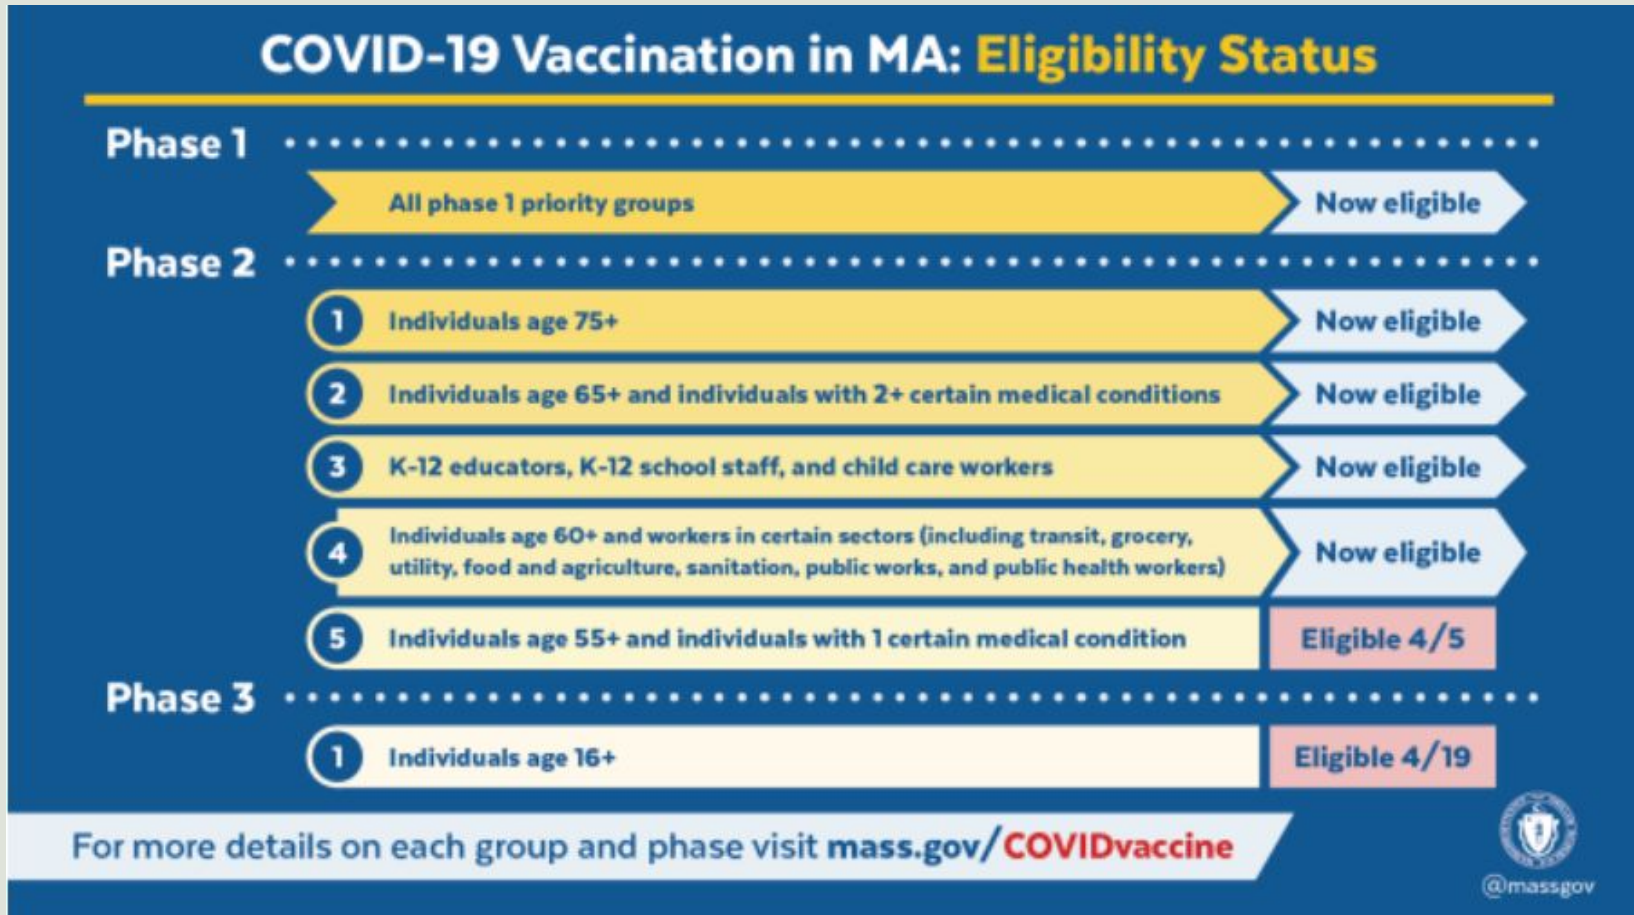 COVID-19 Vaccination in MA: Eligibility Status
Phase 1
All phase 1 priority groups
Now eligible
Phase 2
1
Individuals age 75+
Now eligible
2
Individuals age 65+ and individuals with 2+ certain medical conditions
Now eligible
3
K-12 educators, K-12 school staff, and child care workers
Now eligible
4
Individuals age 60+ and workers in certain sectors (including transit, grocery,
utility, food and agriculture, sanitation, public works, and public health workers)
Now eligible
5
Individuals age 55+ and individuals with 1 certain medical condition
Eligible 4/5
Phase 3
1
Individuals age 16+
Eligible 4/19
For more details on each group and phase visit mass.gov/COVIDvaccine
@massgov